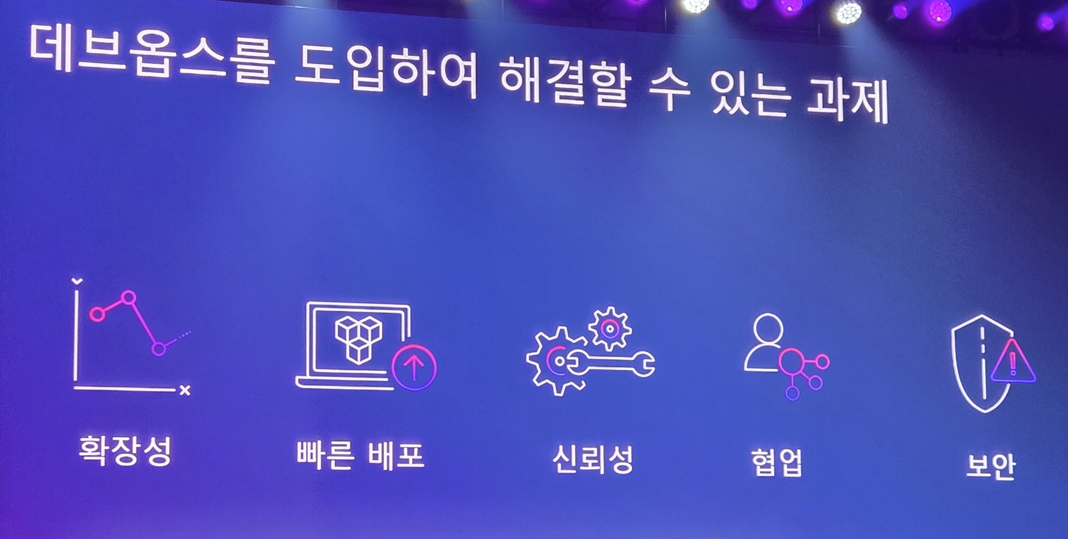 데브옵스를 도입하여 해결할 수 있는 과제
확장성
빠른 배포
신뢰성
협업
보안